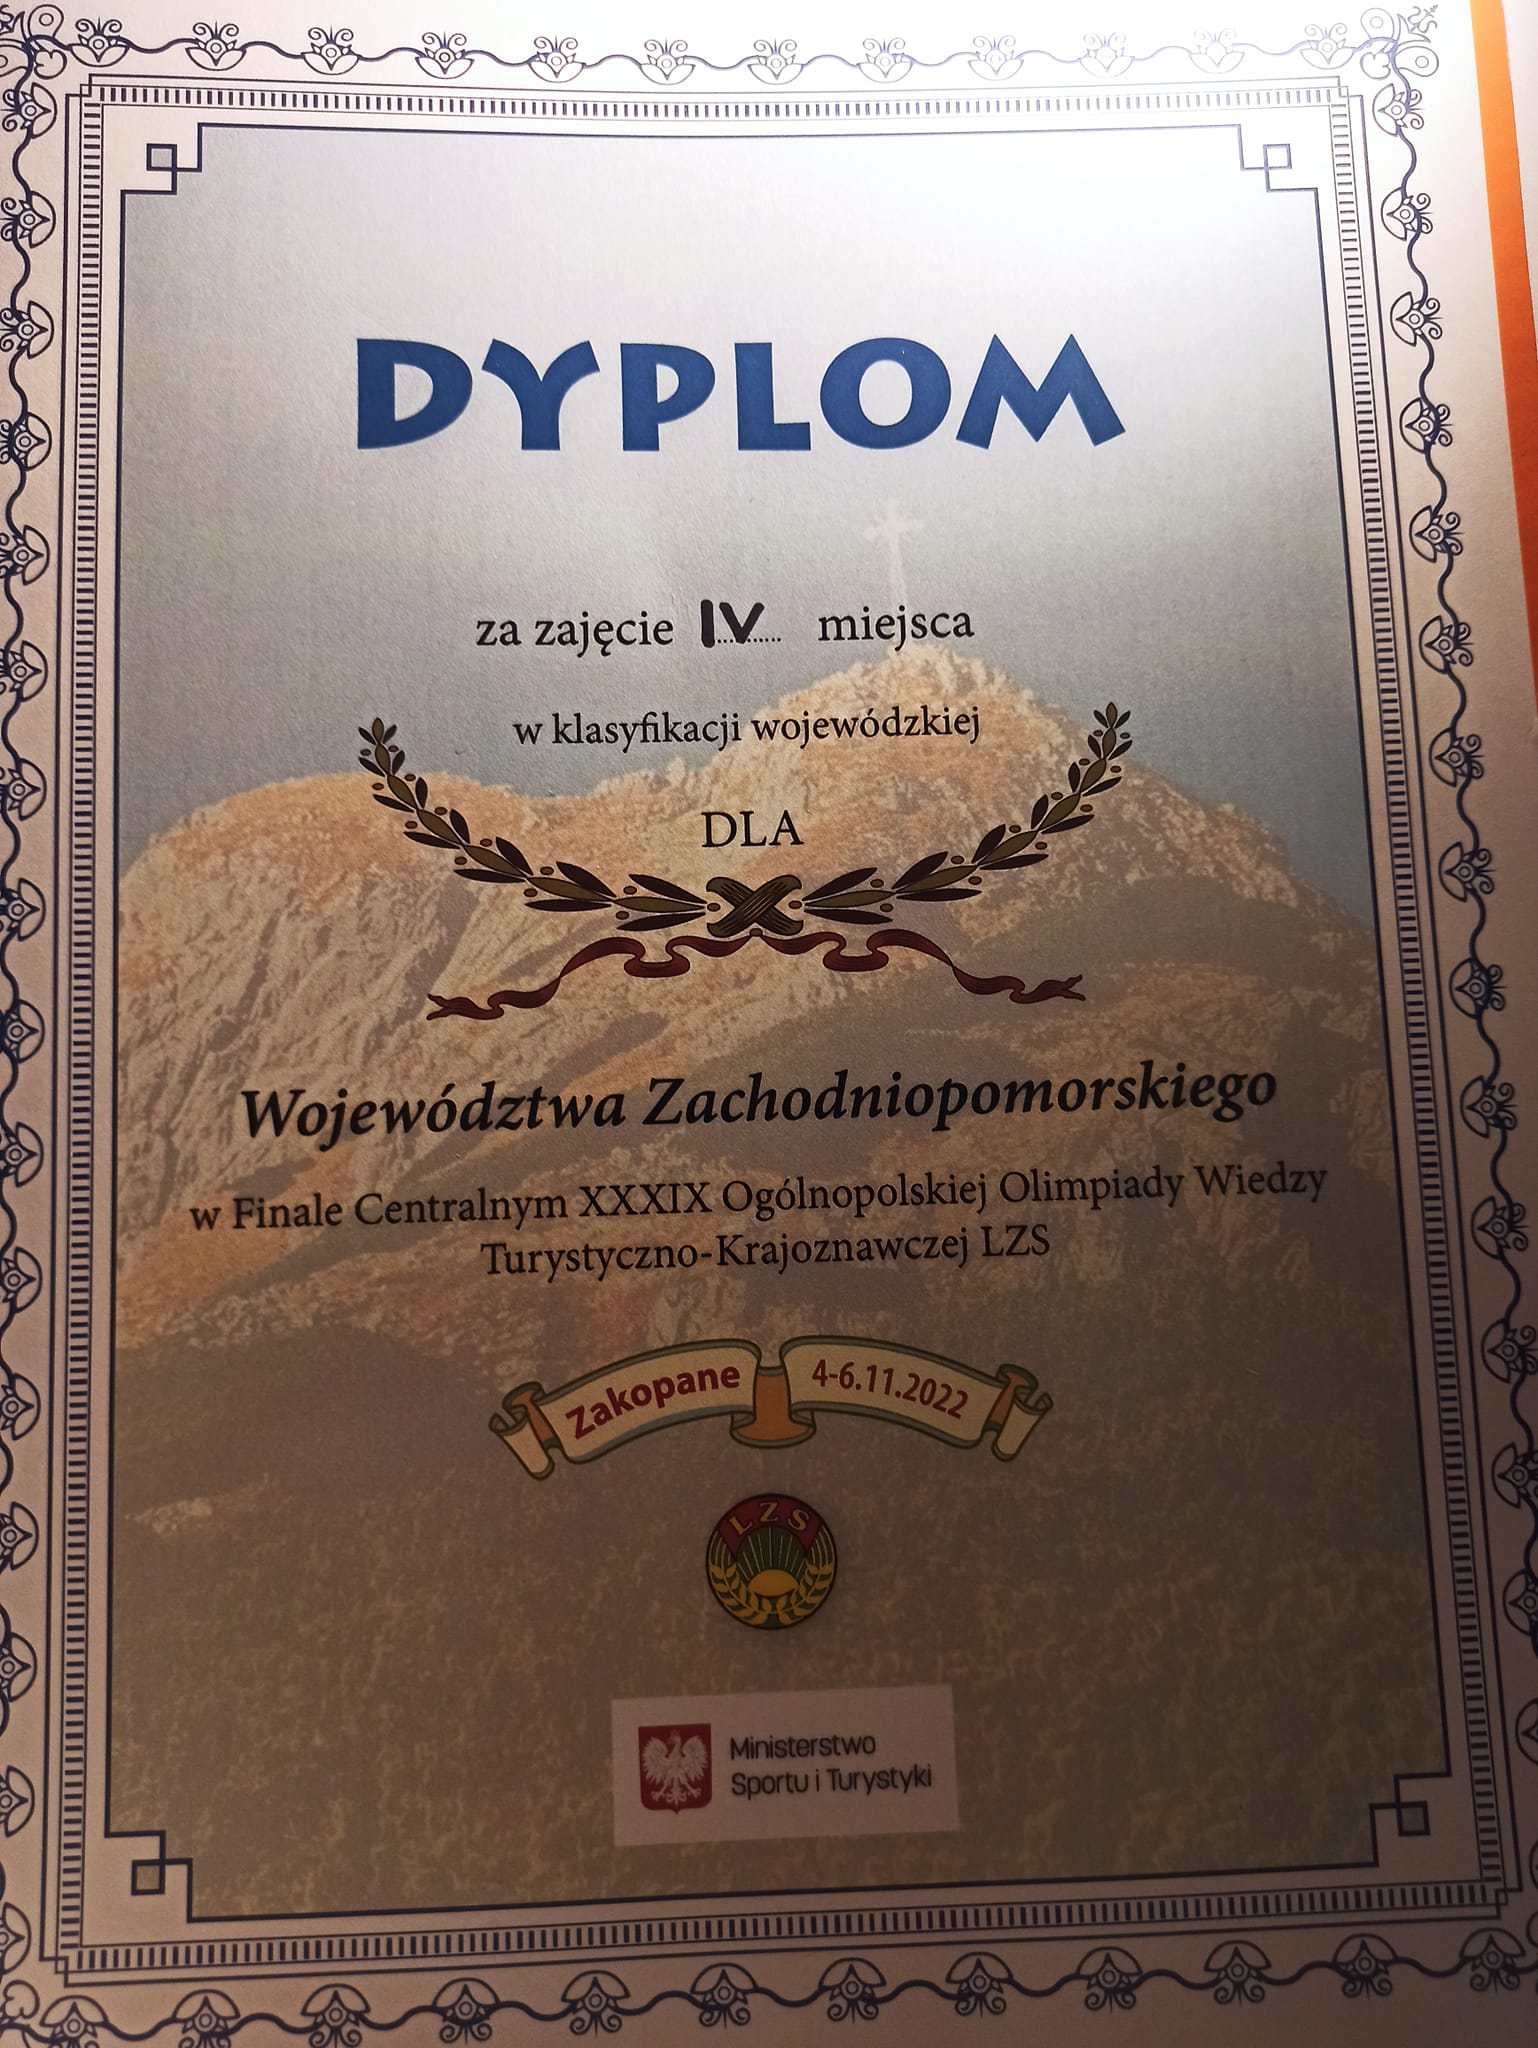 DYPLOM
za zajęcie IV miejsca
w klasyfikacji wojewódzkiej
DLA
Województwa Zachodniopomorskiego
w Finale Centralnym XXXIX Ogólnopolskiej Olimpiady Wiedzy
Turystyczno-Krajoznawczej LZS
Zakopane 4-6.11.2022
LZS
Ministerstwo
Sportu i Turystyki